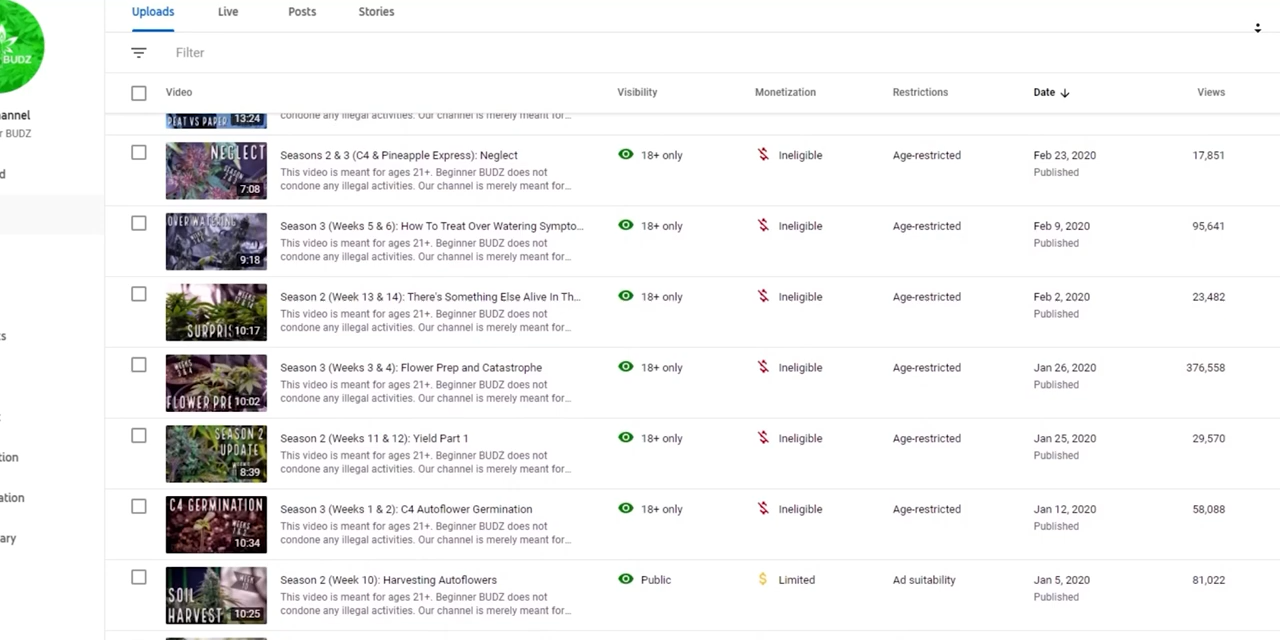 Uploads Live Posts Stories
BUDZ
Filter
Video Visibility Monetization Restrictions Date Views
PEAT VS PAPER 13:24 condone any illegal activities. Our channel is merely meant for...
annel
r BUDZ
d
NEGLECT
7:08
Seasons 2 & 3 (C4 & Pineapple Express): Neglect 18+ only Ineligible Age-restricted Feb 23, 2020 17,851
This video is meant for ages 21+. Beginner BUDZ does not Published
condone any illegal activities. Our channel is merely meant for...
OVER WATERING
9:18
Season 3 (Weeks 5 & 6): How To Treat Over Watering Sympto... 18+ only Ineligible Age-restricted Feb 9, 2020 95,641
This video is meant for ages 21+. Beginner BUDZ does not Published
condone any illegal activities. Our channel is merely meant for...
SURPRI 10:17
Season 2 (Week 13 & 14): There's Something Else Alive In Th... 18+ only Ineligible Age-restricted Feb 2, 2020 23,482
This video is meant for ages 21+. Beginner BUDZ does not Published
condone any illegal activities. Our channel is merely meant for...
ts
FLOWER PRE 10:02
Season 3 (Weeks 3 & 4): Flower Prep and Catastrophe 18+ only Ineligible Age-restricted Jan 26, 2020 376,558
This video is meant for ages 21+. Beginner BUDZ does not Published
condone any illegal activities. Our channel is merely meant for...
SEASON 2
UPDATE
8:39
Season 2 (Weeks 11 & 12): Yield Part 1 18+ only Ineligible Age-restricted Jan 25, 2020 29,570
This video is meant for ages 21+. Beginner BUDZ does not Published
condone any illegal activities. Our channel is merely meant for...
tion
ation
C4 GERMINATION
WEEKS
10:34
Season 3 (Weeks 1 & 2): C4 Autoflower Germination 18+ only Ineligible Age-restricted Jan 12, 2020 58,088
This video is meant for ages 21+. Beginner BUDZ does not Published
condone any illegal activities. Our channel is merely meant for...
ary
SOIL
HARVEST 10:25
Season 2 (Week 10): Harvesting Autoflowers Public Limited Ad suitability Jan 5, 2020 81,022
This video is meant for ages 21+. Beginner BUDZ does not Published
condone any illegal activities. Our channel is merely meant for...